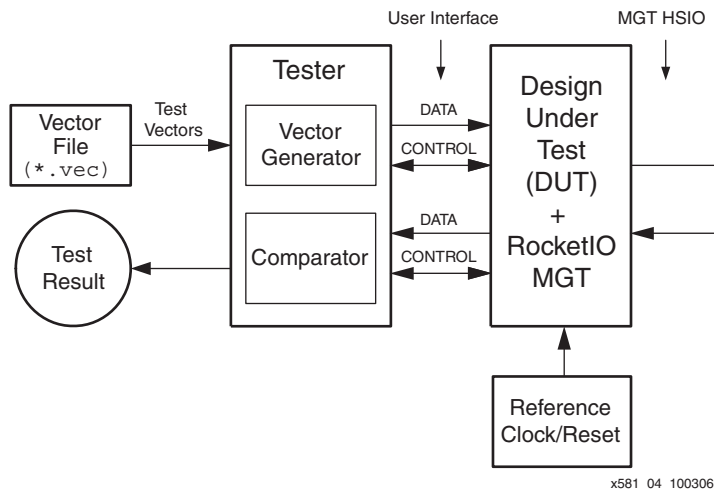 User Interface
MGT HSIO
Tester
Vector
File
(*.vec)
Test
Vectors
Vector
Generator
DATA
CONTROL
Design
Under
Test
(DUT)
+
RocketIO
MGT
Test
Result
Comparator
DATA
CONTROL
Reference
Clock/Reset
x581_04_100306